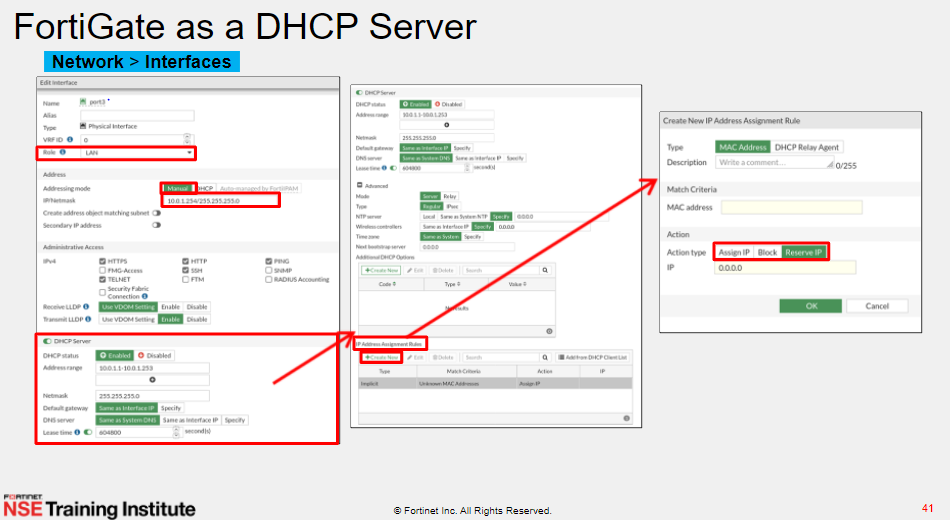 FortiGate as a DHCP Server
Network > Interfaces
Edit Interface
Name port3
Alias
Type Physical Interface
VRF ID 0
Role LAN
Address
Addressing mode Manual DHCP Auto-managed by FortiIPAM
IP/Netmask 10.0.1.254/255.255.255.0
Create address object matching subnet
Secondary IP address
Administrative Access
IPv4 HTTPS HTTP PING
FMG-Access SSH SNMP
TELNET FTM RADIUS Accounting
Security Fabric
Connection
Receive LLDP Use VDOM Setting Enable Disable
Transmit LLDP Use VDOM Setting Enable Disable
DHCP Server
DHCP status Enabled Disabled
Address range 10.0.1.1-10.0.1.253
Netmask 255.255.255.0
Default gateway Same as Interface IP Specify
DNS server Same as System DNS Same as Interface IP Specify
Lease time 604800 second(s)
DHCP Server
DHCP status Enabled Disabled
Address range 10.0.1.1-10.0.1.253
Netmask 255.255.255.0
Default gateway Same as Interface IP Specify
DNS server Same as System DNS Same as Interface IP Specify
Lease time 604800 second(s)
Advanced
Mode Server Relay
Type Regular IPsec
NTP server Local Same as System NTP Specify 0.0.0.0
Wireless controllers Same as Interface IP Specify 0.0.0.0
Time zone Same as System Specify
Next bootstrap server 0.0.0.0
Additional DHCP Options
+ Create New Edit Delete Search
Code Type Value
No results
IP Address Assignment Rules
+ Create New Edit Delete Search Add from DHCP Client List
Type Match Criteria Action IP
Implicit Unknown MAC Addresses Assign IP
Create New IP Address Assignment Rule
Type MAC Address DHCP Relay Agent
Description Write a comment... 0/255
Match Criteria
MAC address
Action
Action type Assign IP Block Reserve IP
IP 0.0.0.0
OK Cancel
FORTINET
NSE Training Institute
© Fortinet Inc. All Rights Reserved.
41